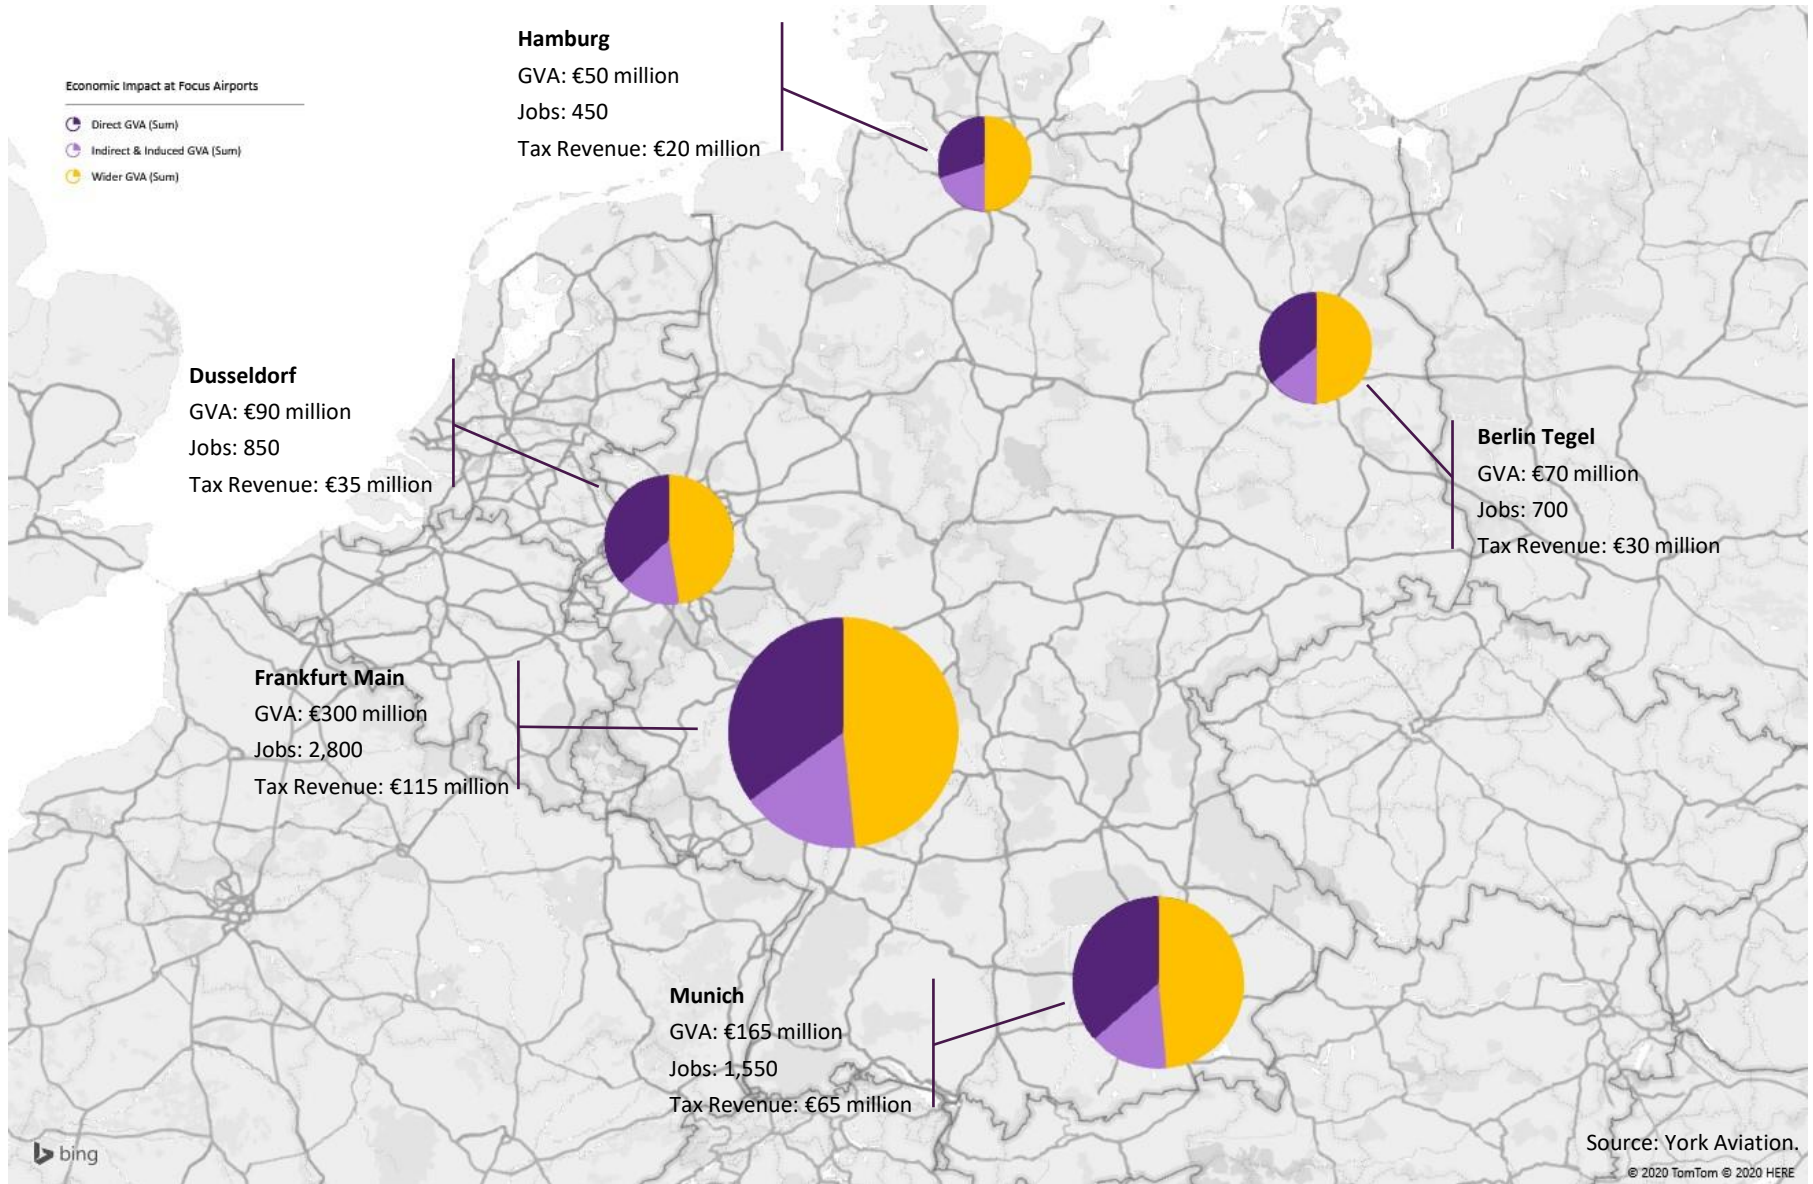 Hamburg
GVA: €50 million
Jobs: 450
Tax Revenue: €20 million
Economic Impact at Focus Airports
Direct GVA (Sum)
Indirect & Induced GVA (Sum)
Wider GVA (Sum)
Dusseldorf
GVA: €90 million
Jobs: 850
Tax Revenue: €35 million
Berlin Tegel
GVA: €70 million
Jobs: 700
Tax Revenue: €30 million
Frankfurt Main
GVA: €300 million
Jobs: 2,800
Tax Revenue: €115 million
Munich
GVA: €165 million
Jobs: 1,550
Tax Revenue: €65 million
bing
Source: York Aviation.
© 2020 TomTom © 2020 HERE